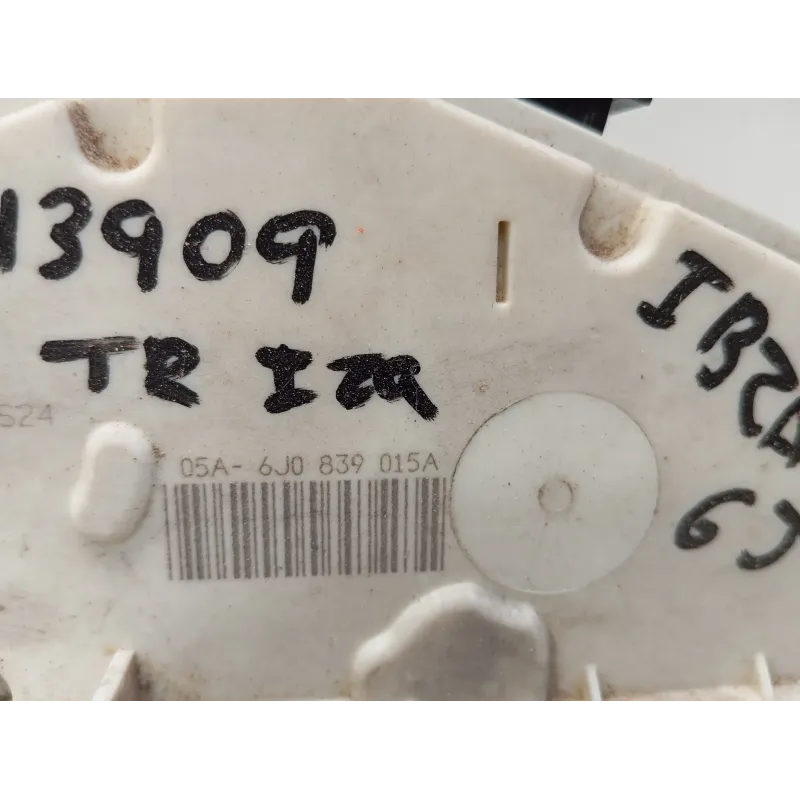 13909
TR IZQ
IBIZA
6J
S24
05A- 6J0 839 015A